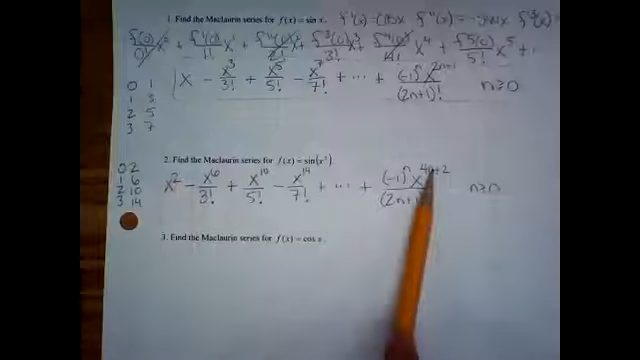 1. Find the Maclaurin series for f(x) = sin x. f'(x) = cos x f''(x) = -sin x f³(x) =
f(0)/0! x⁰ + f'(0)/1! x¹ + f''(0)/2! x² + f³(0)/3! x³ + f⁴(0)/4! x⁴ + f⁵(0)/5! x⁵ + ..
x - x³/3! + x⁵/5! - x⁷/7! + ... + (-1)ⁿ x²ⁿ⁺¹/(2n+1)! n≥0
0 1
1 3
2 5
3 7
2. Find the Maclaurin series for f(x) = sin(x²).
0 2
1 6
2 10
3 14
x² - x⁶/3! + x¹⁰/5! - x¹⁴/7! + ... + (-1)ⁿ x⁴ⁿ⁺²/(2n+1 n≥0
3. Find the Maclaurin series for f(x) = cos x.